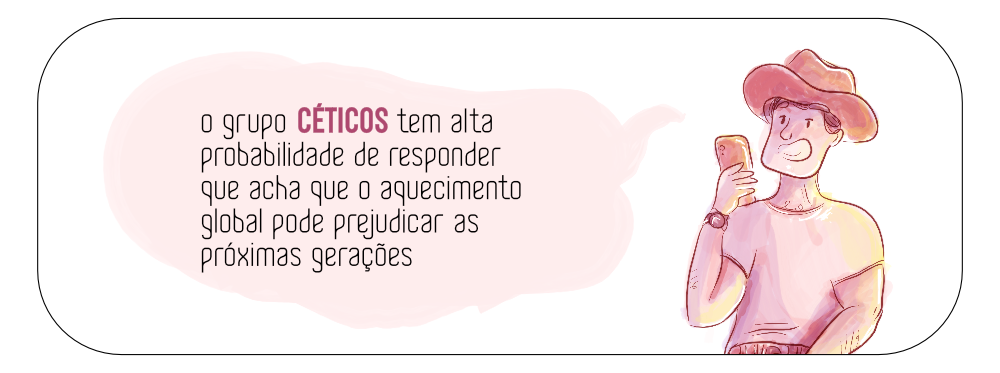 o grupo CÉTICOS tem alta
probabilidade de responder
que acha que o aquecimento
global pode prejudicar as
próximas gerações